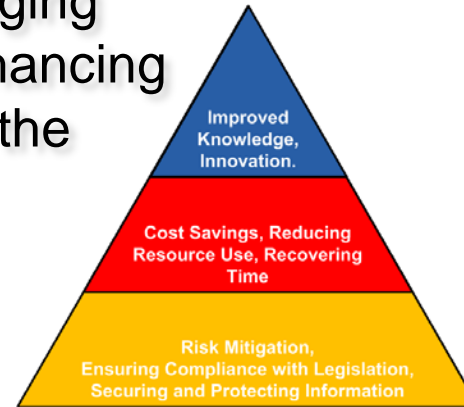 ging
nancing
the
Improved
Knowledge,
Innovation.
Cost Savings, Reducing
Resource Use, Recovering
Time
Risk Mitigation,
Ensuring Compliance with Legislation,
Securing and Protecting Information